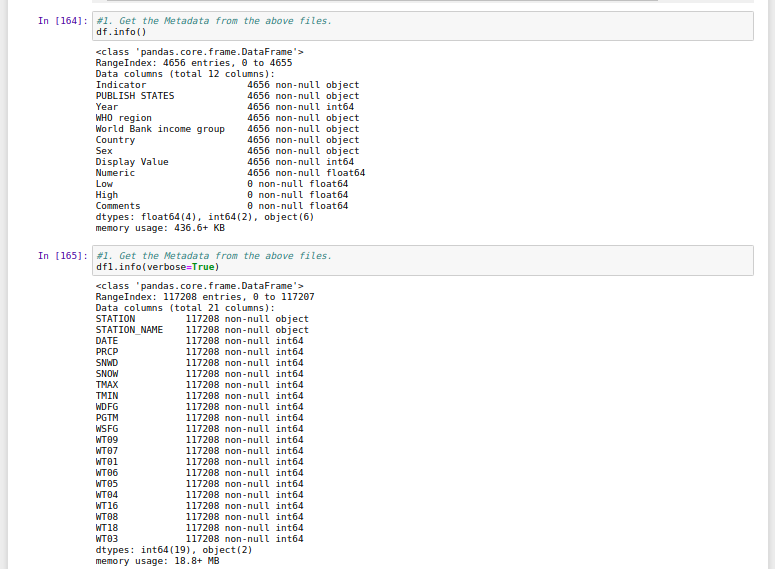 In [164]:
#1. Get the Metadata from the above files.
df.info()
<class 'pandas.core.frame.DataFrame'>
RangeIndex: 4656 entries, 0 to 4655
Data columns (total 12 columns):
Indicator                  4656 non-null object
PUBLISH STATES             4656 non-null object
Year                       4656 non-null int64
WHO region                 4656 non-null object
World Bank income group    4656 non-null object
Country                    4656 non-null object
Sex                        4656 non-null object
Display Value              4656 non-null int64
Numeric                    4656 non-null float64
Low                        0 non-null float64
High                       0 non-null float64
Comments                   0 non-null float64
dtypes: float64(4), int64(2), object(6)
memory usage: 436.6+ KB
In [165]:
#1. Get the Metadata from the above files.
df1.info(verbose=True)
<class 'pandas.core.frame.DataFrame'>
RangeIndex: 117208 entries, 0 to 117207
Data columns (total 21 columns):
STATION         117208 non-null object
STATION_NAME    117208 non-null object
DATE            117208 non-null int64
PRCP            117208 non-null int64
SNWD            117208 non-null int64
SNOW            117208 non-null int64
TMAX            117208 non-null int64
TMIN            117208 non-null int64
WDFG            117208 non-null int64
PGTM            117208 non-null int64
WSFG            117208 non-null int64
WT09            117208 non-null int64
WT07            117208 non-null int64
WT01            117208 non-null int64
WT06            117208 non-null int64
WT05            117208 non-null int64
WT04            117208 non-null int64
WT16            117208 non-null int64
WT08            117208 non-null int64
WT18            117208 non-null int64
WT03            117208 non-null int64
dtypes: int64(19), object(2)
memory usage: 18.8+ MB